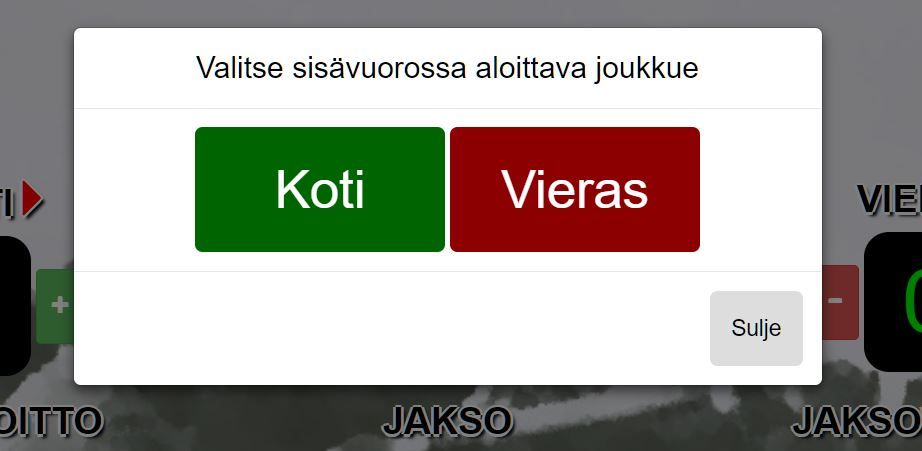 Valitse sisävuorossa aloittava joukkue
Koti Vieras
+
-
Sulje
JAKSO
JAKSO